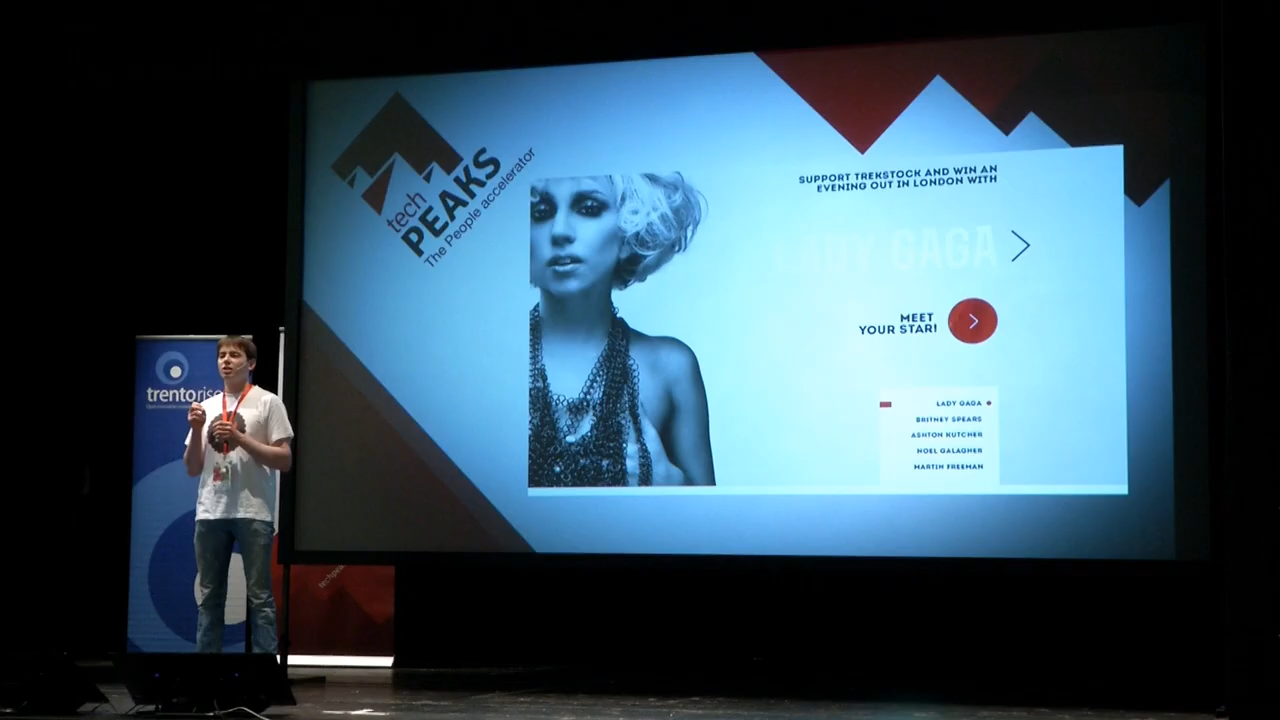 tech
PEAKS
The People accelerator
SUPPORT TREKSTOCK AND WIN AN
EVENING OUT IN LONDON WITH
LADY GAGA
MEET
YOUR STAR!
LADY GAGA
BRITNEY SPEARS
ASHTON KUTCHER
NOEL GALAGHER
MARTIN FREEMAN
trentorise